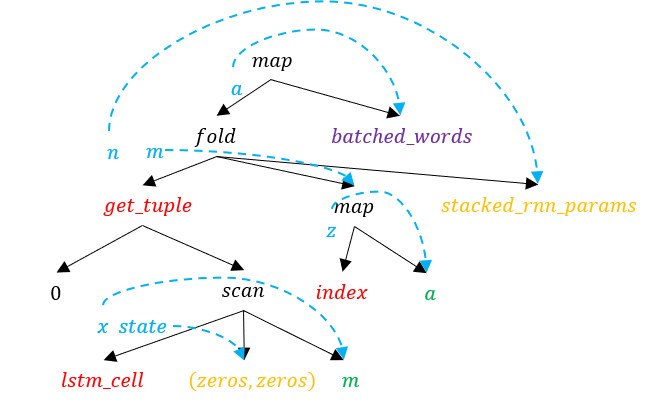 map
a
fold batched_words
n m
get_tuple map stacked_rnn_params
z
0 scan index a
x state
lstm_cell (zeros, zeros) m